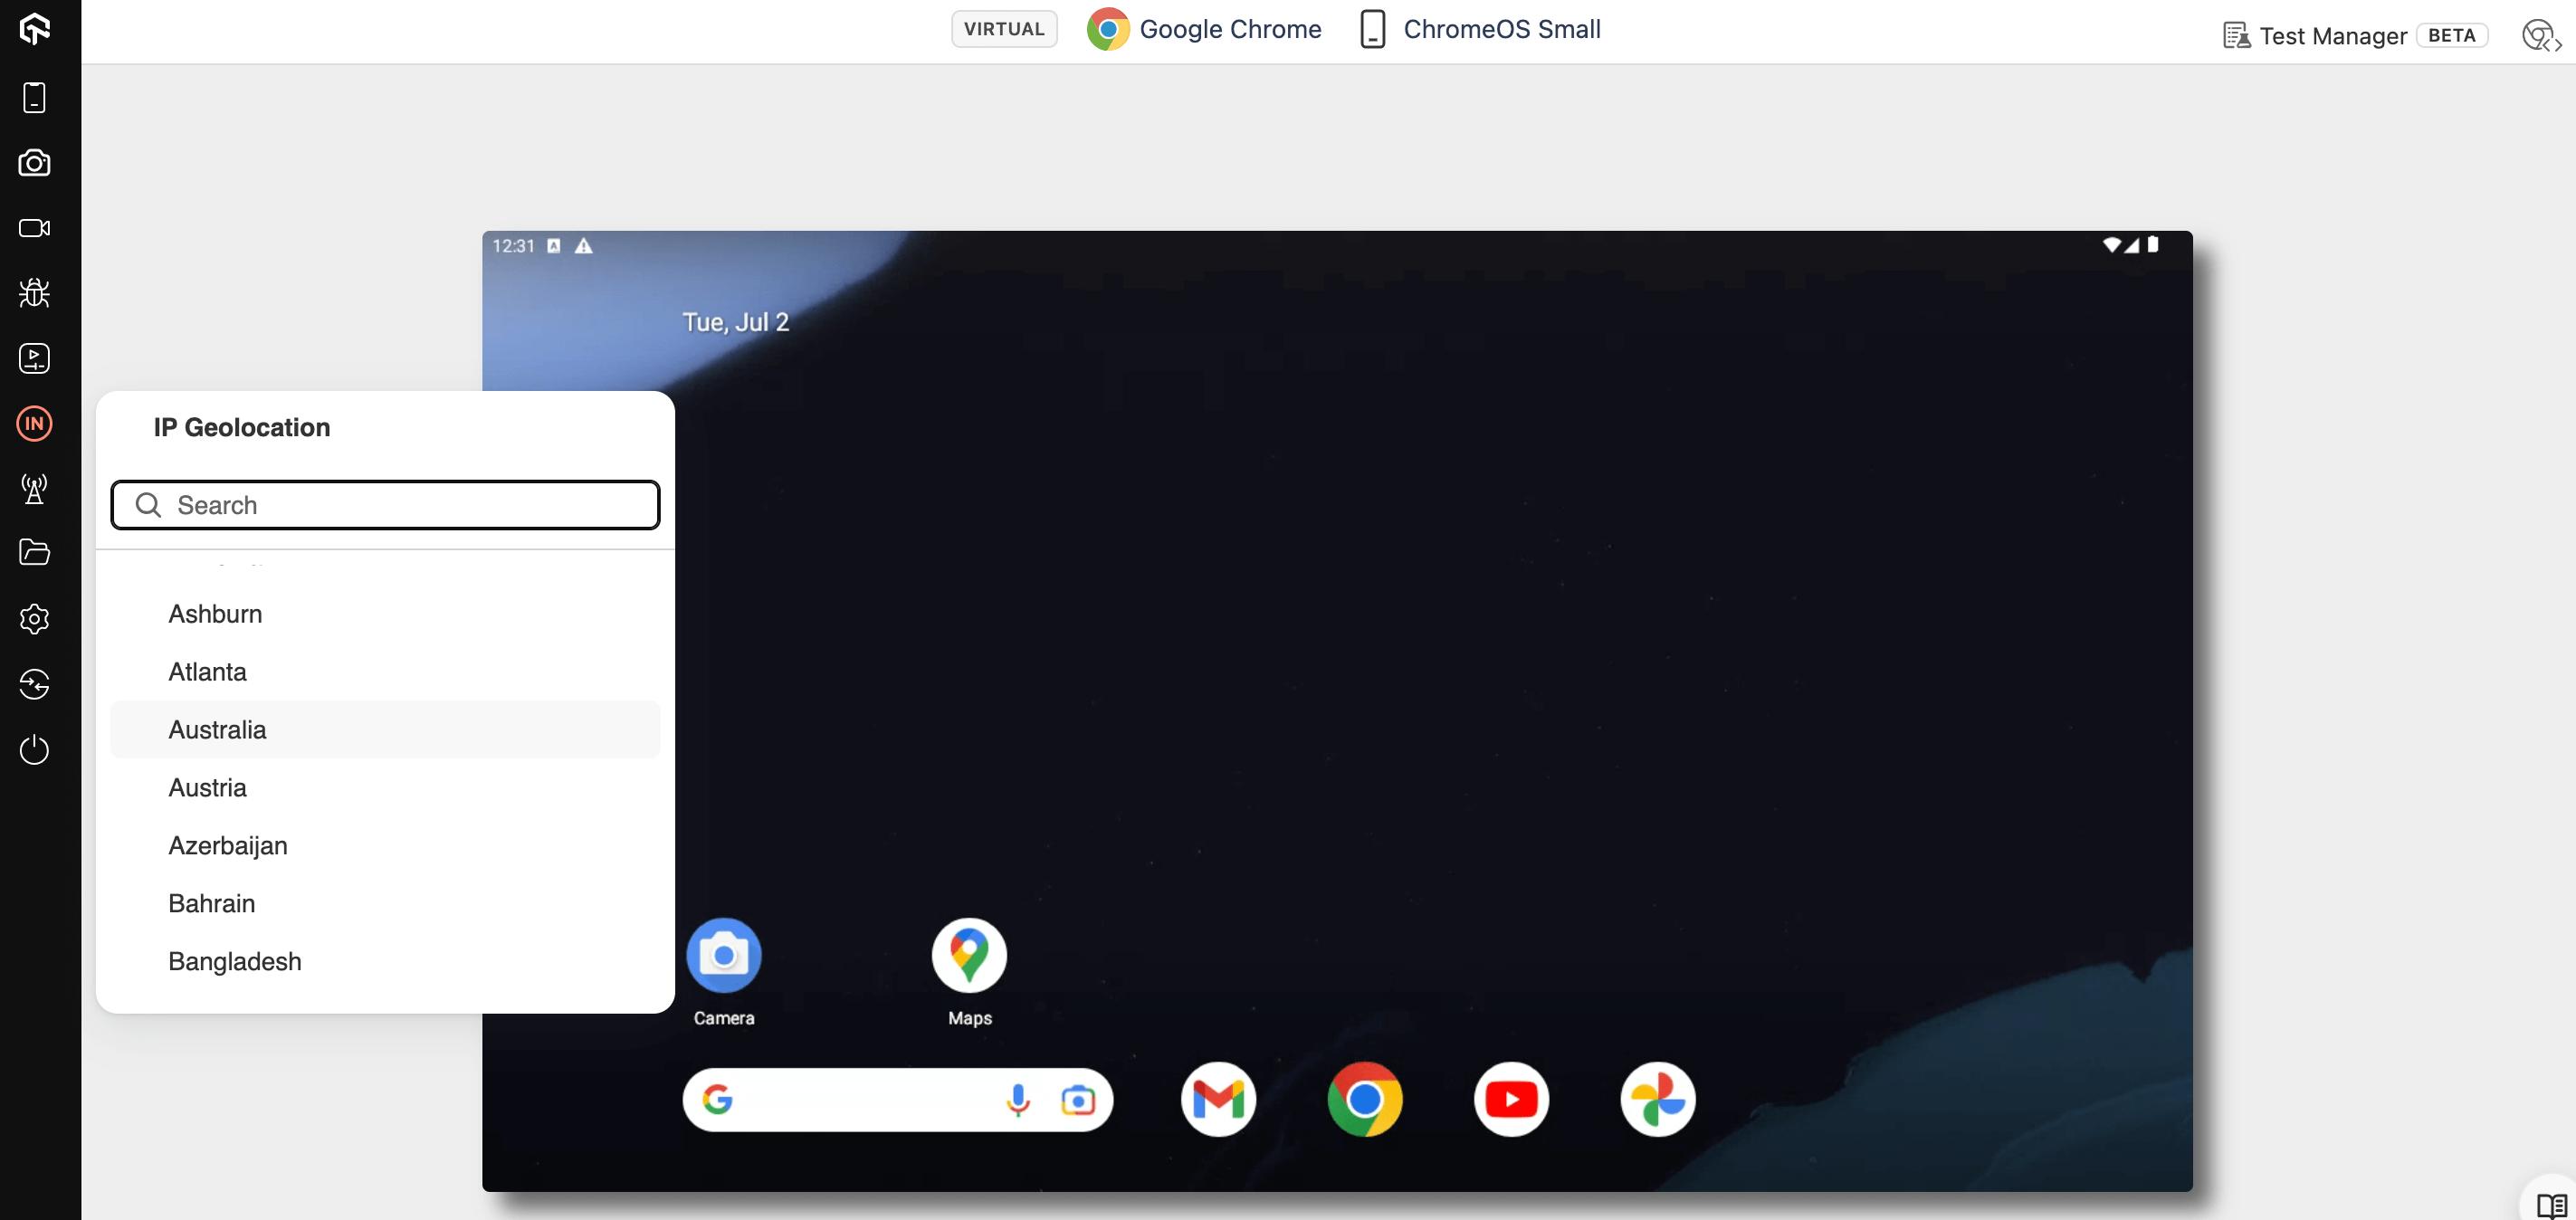 VIRTUAL Google Chrome ChromeOS Small
Test Manager BETA
12:31
Tue, Jul 2
IN
IP Geolocation
Search
Ashburn
Atlanta
Australia
Austria
Azerbaijan
Bahrain
Bangladesh
Camera
Maps